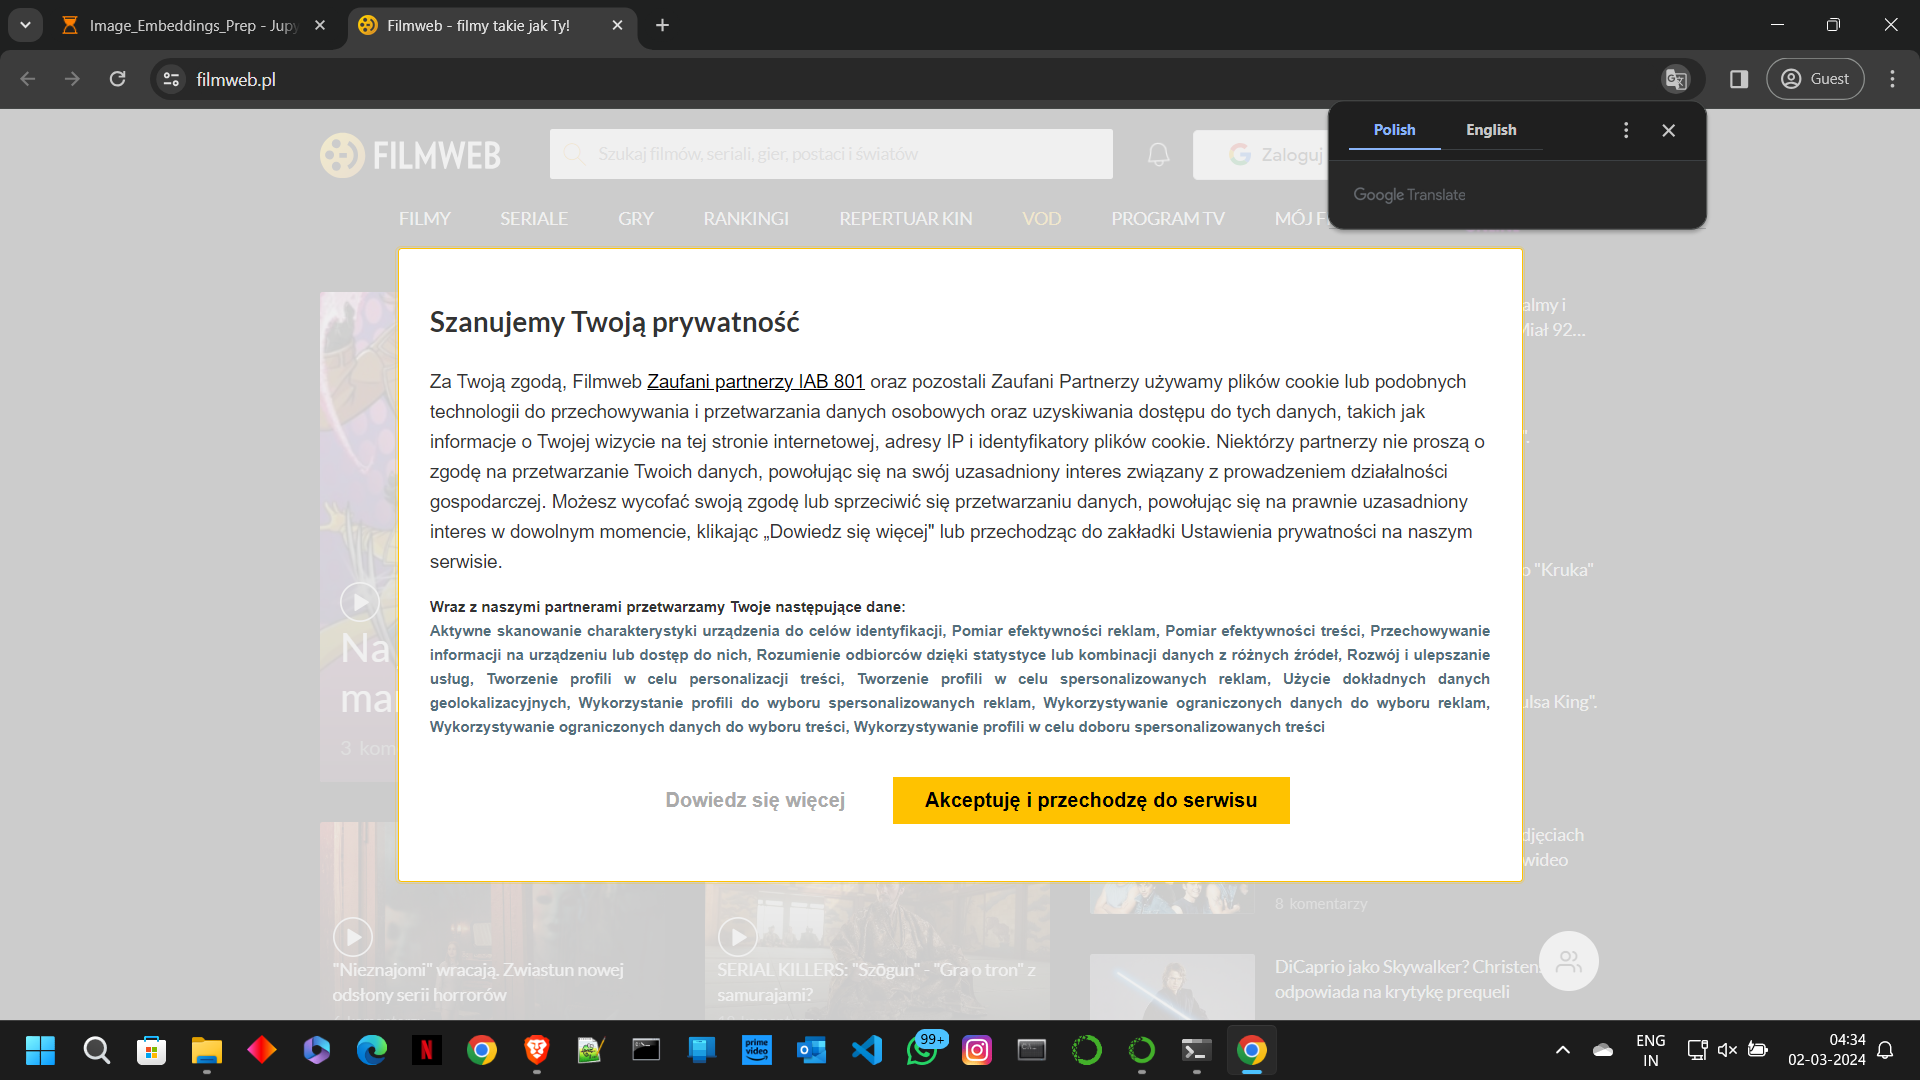 Image_Embeddings_Prep - Jupy
Filmweb - filmy takie jak Ty!
filmweb.pl
Guest
Polish
English
Google Translate
FILMWEB
Szukaj filmów, seriali, gier, postaci i światów
Zaloguj
FILMY
SERIALE
GRY
RANKINGI
REPERTUAR KIN
VOD
PROGRAM TV
MÓJ F
Szanujemy Twoją prywatność
Za Twoją zgodą, Filmweb Zaufani partnerzy IAB 801 oraz pozostali Zaufani Partnerzy używamy plików cookie lub podobnych
technologii do przechowywania i przetwarzania danych osobowych oraz uzyskiwania dostępu do tych danych, takich jak
informacje o Twojej wizycie na tej stronie internetowej, adresy IP i identyfikatory plików cookie. Niektórzy partnerzy nie proszą o
zgodę na przetwarzanie Twoich danych, powołując się na swój uzasadniony interes związany z prowadzeniem działalności
gospodarczej. Możesz wycofać swoją zgodę lub sprzeciwić się przetwarzaniu danych, powołując się na prawnie uzasadniony
interes w dowolnym momencie, klikając „Dowiedz się więcej" lub przechodząc do zakładki Ustawienia prywatności na naszym
serwisie.
Wraz z naszymi partnerami przetwarzamy Twoje następujące dane:
Aktywne skanowanie charakterystyki urządzenia do celów identyfikacji, Pomiar efektywności reklam, Pomiar efektywności treści, Przechowywanie
informacji na urządzeniu lub dostęp do nich, Rozumienie odbiorców dzięki statystyce lub kombinacji danych z różnych źródeł, Rozwój i ulepszanie
usług, Tworzenie profili w celu personalizacji treści, Tworzenie profili w celu spersonalizowanych reklam, Użycie dokładnych danych
geolokalizacyjnych, Wykorzystanie profili do wyboru spersonalizowanych reklam, Wykorzystywanie ograniczonych danych do wyboru reklam,
Wykorzystywanie ograniczonych danych do wyboru treści, Wykorzystywanie profili w celu doboru spersonalizowanych treści
Dowiedz się więcej
Akceptuję i przechodzę do serwisu
Na
mar
3 kom
almy i
Miał 92...
".
o "Kruka"
ulsa King".
djęciach
wideo
8 komentarzy
"Nieznajomi" wracają. Zwiastun nowej
odsłony serii horrorów
SERIAL KILLERS: "Szōgun" - "Gra o tron" z
samurajami?
DiCaprio jako Skywalker? Christen
odpowiada na krytykę prequeli
prime
video
99+
ENG
IN
04:34
02-03-2024